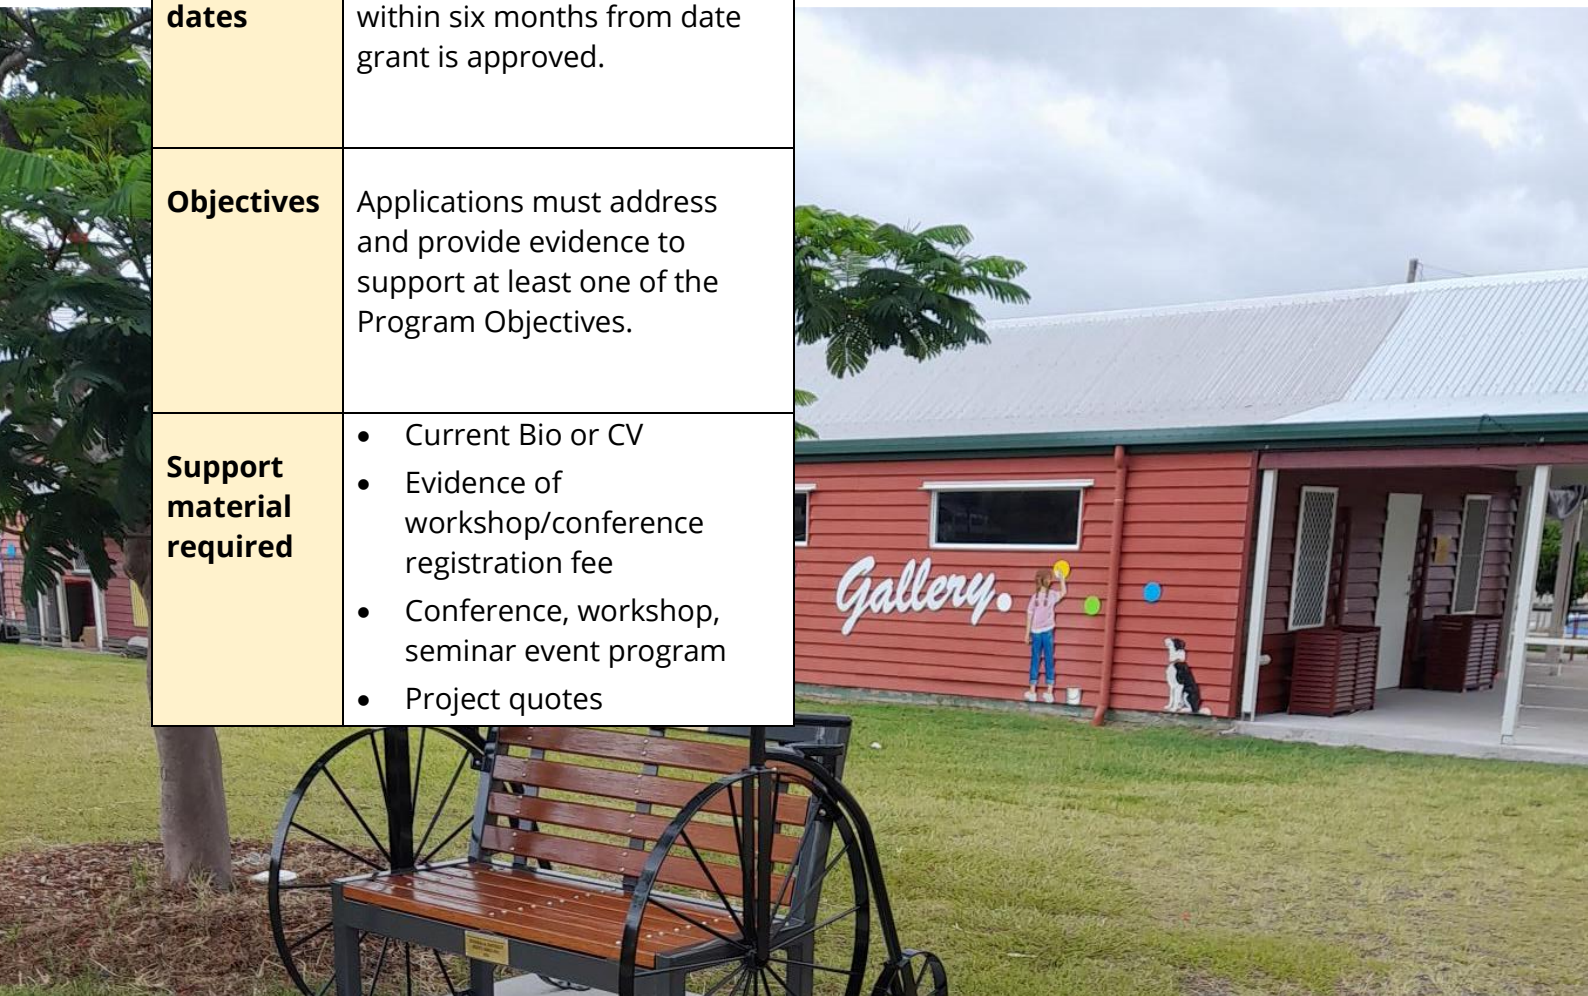 dates
within six months from date
grant is approved.
Objectives
Applications must address
and provide evidence to
support at least one of the
Program Objectives.
Support
material
required
• Current Bio or CV
• Evidence of
workshop/conference
registration fee
• Conference, workshop,
seminar event program
• Project quotes
Gallery.